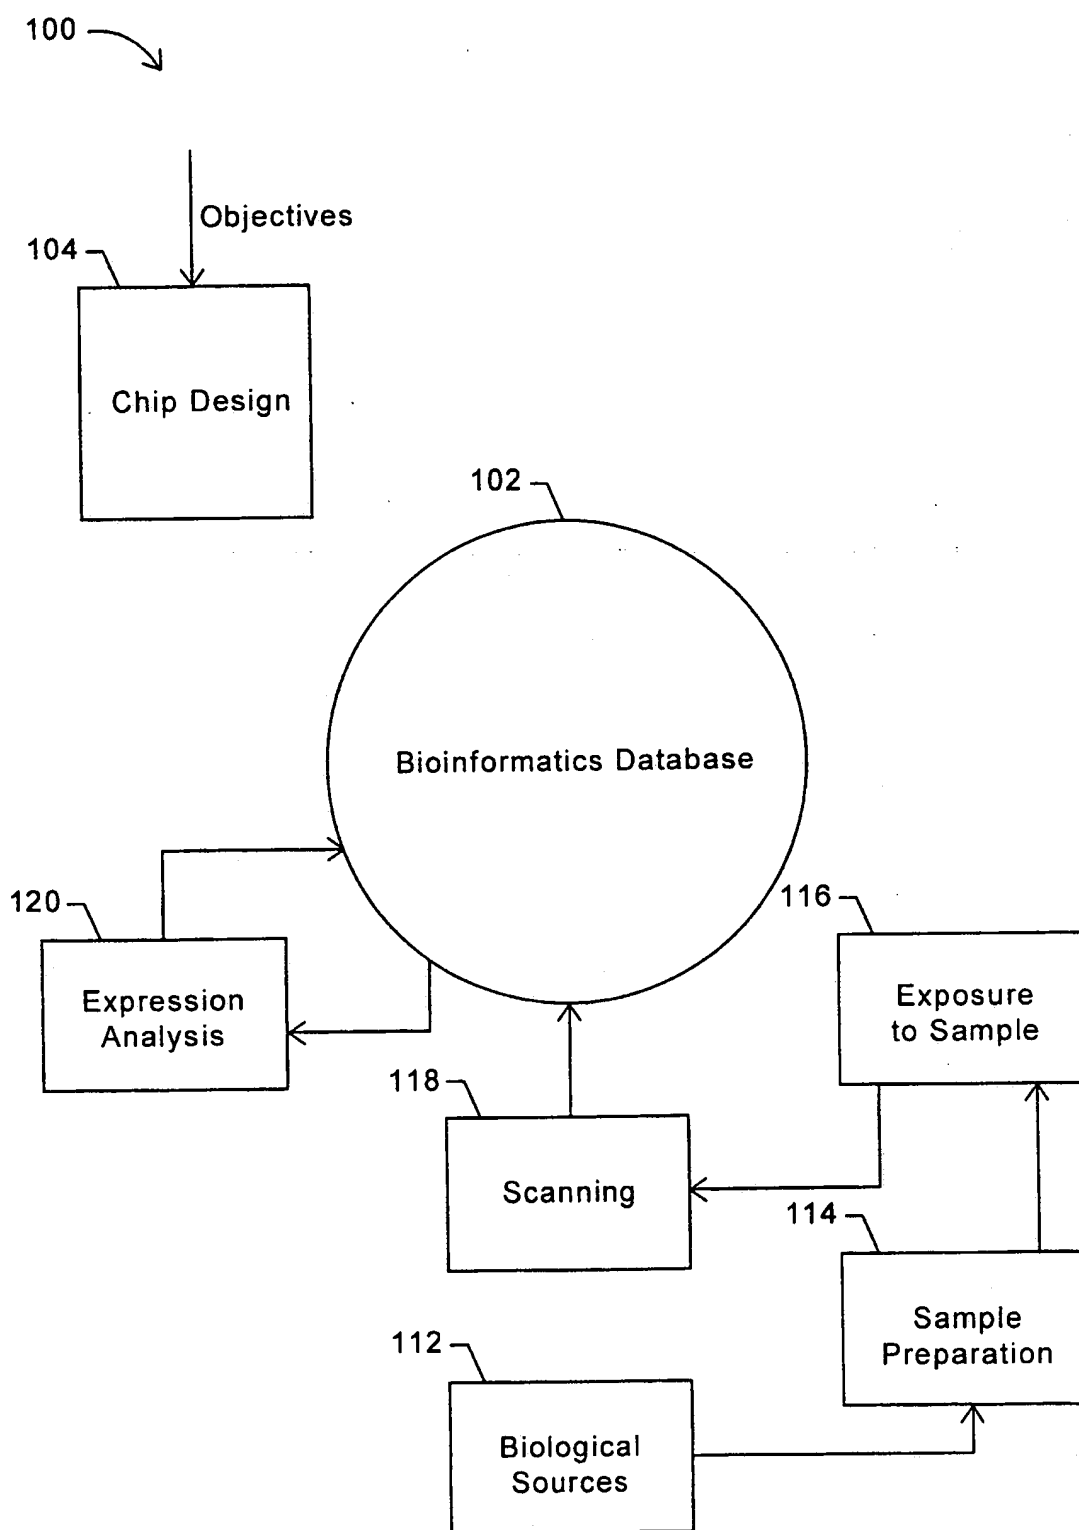 100
Objectives
104
Chip Design
102
Bioinformatics Database
120
Expression
Analysis
116
Exposure
to Sample
118
Scanning
114
Sample
Preparation
112
Biological
Sources